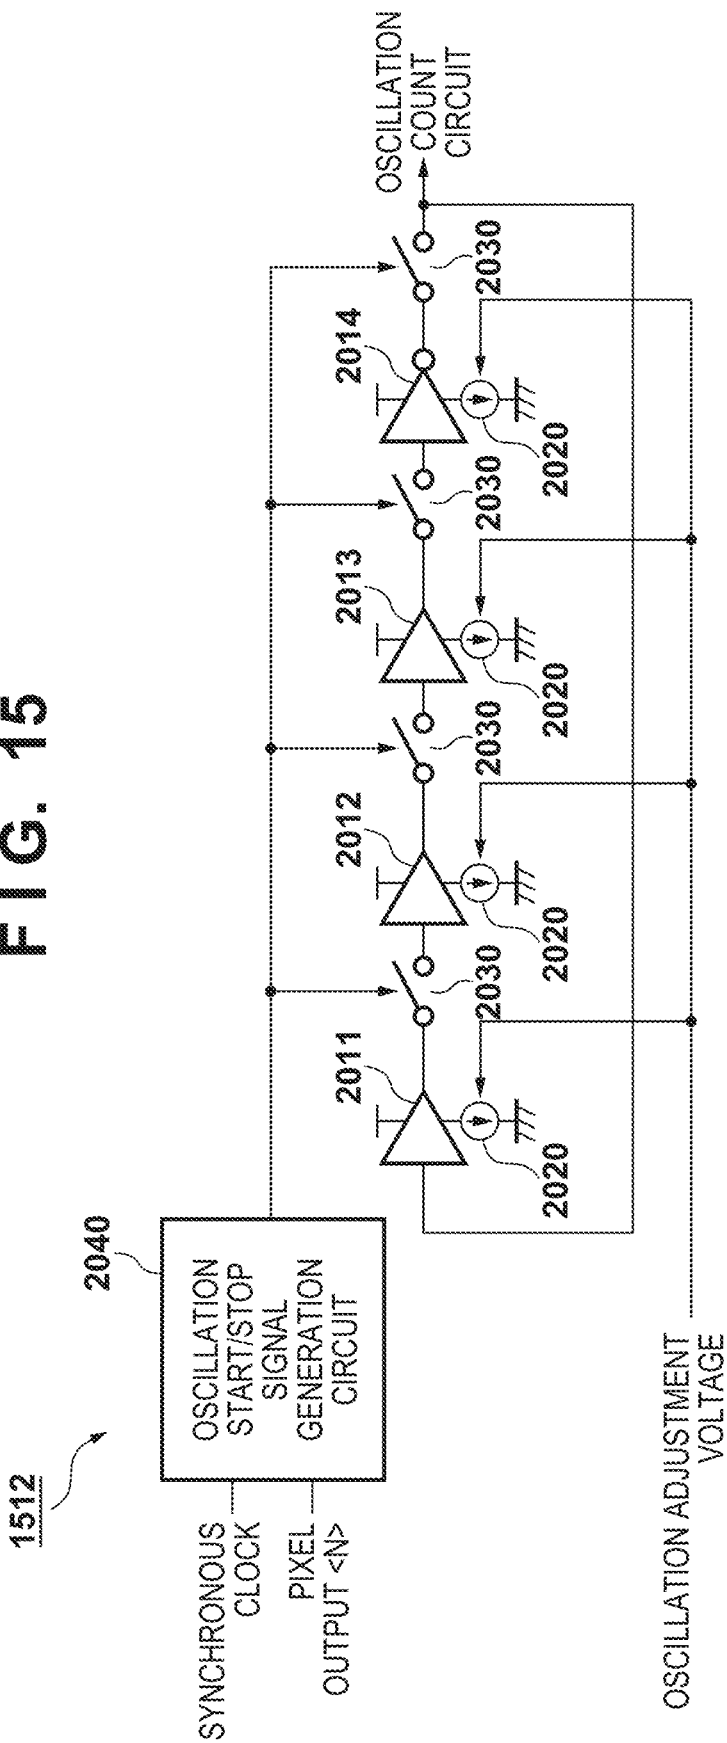 FIG. 15
1512
2040
OSCILLATION
START/STOP
SIGNAL
GENERATION
CIRCUIT
SYNCHRONOUS
CLOCK
PIXEL
OUTPUT <N>
2011
2012
2013
2014
2030
2030
2030
2030
2020
2020
2020
2020
OSCILLATION
COUNT
CIRCUIT
OSCILLATION ADJUSTMENT
VOLTAGE